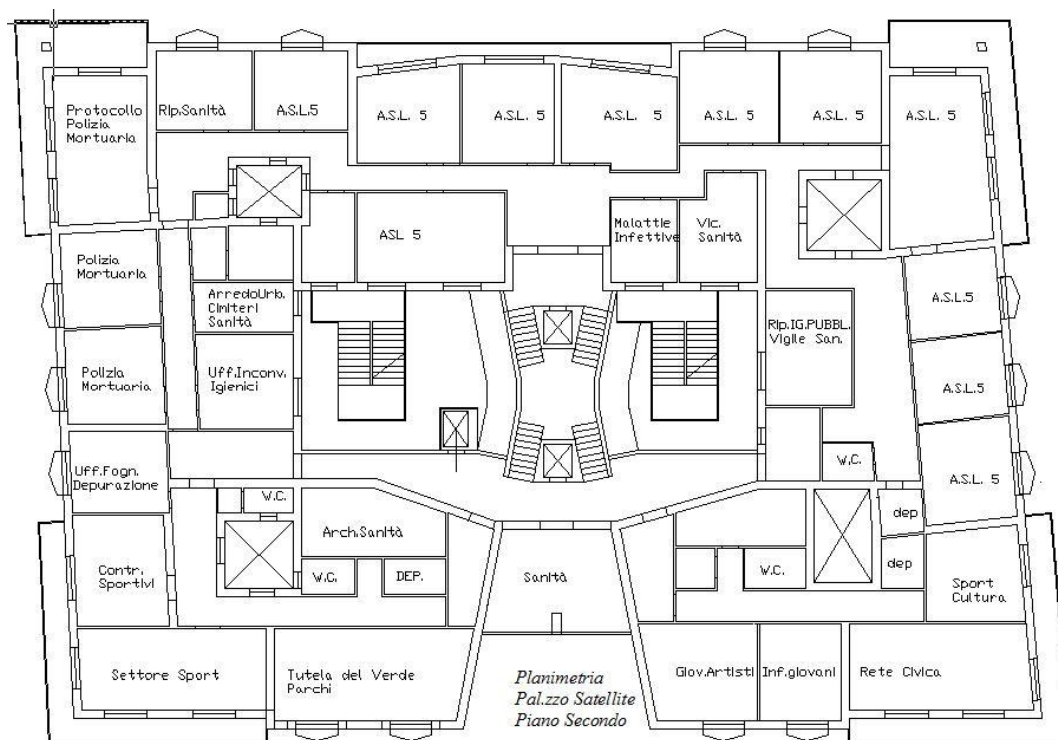 Protocollo
Polizia
Mortuaria
Rip.Sanità
A.S.L.5
A.S.L. 5
A.S.L. 5
A.S.L. 5
A.S.L. 5
A.S.L. 5
A.S.L. 5
ASL 5
Malattie
Infettive
Vic.
Sanità
Polizia
Mortuaria
ArredoUrb.
Cimiteri
Sanità
A.S.L.5
Rip.IG.PUBBL.
Vigile San.
Polizia
Mortuaria
Uff.Inconv.
Igienici
A.S.L.5
Uff.Fogn.
Depurazione
W.C.
A.S.L. 5
W.C.
dep
Arch.Sanità
Contr.
Sportivi
W.C.
DEP.
Sanità
W.C.
dep
Sport
Cultura
Settore Sport
Tutela del Verde
Parchi
Giov.Artisti
Inf.giovani
Rete Civica
Planimetria
Pal.zzo Satellite
Piano Secondo